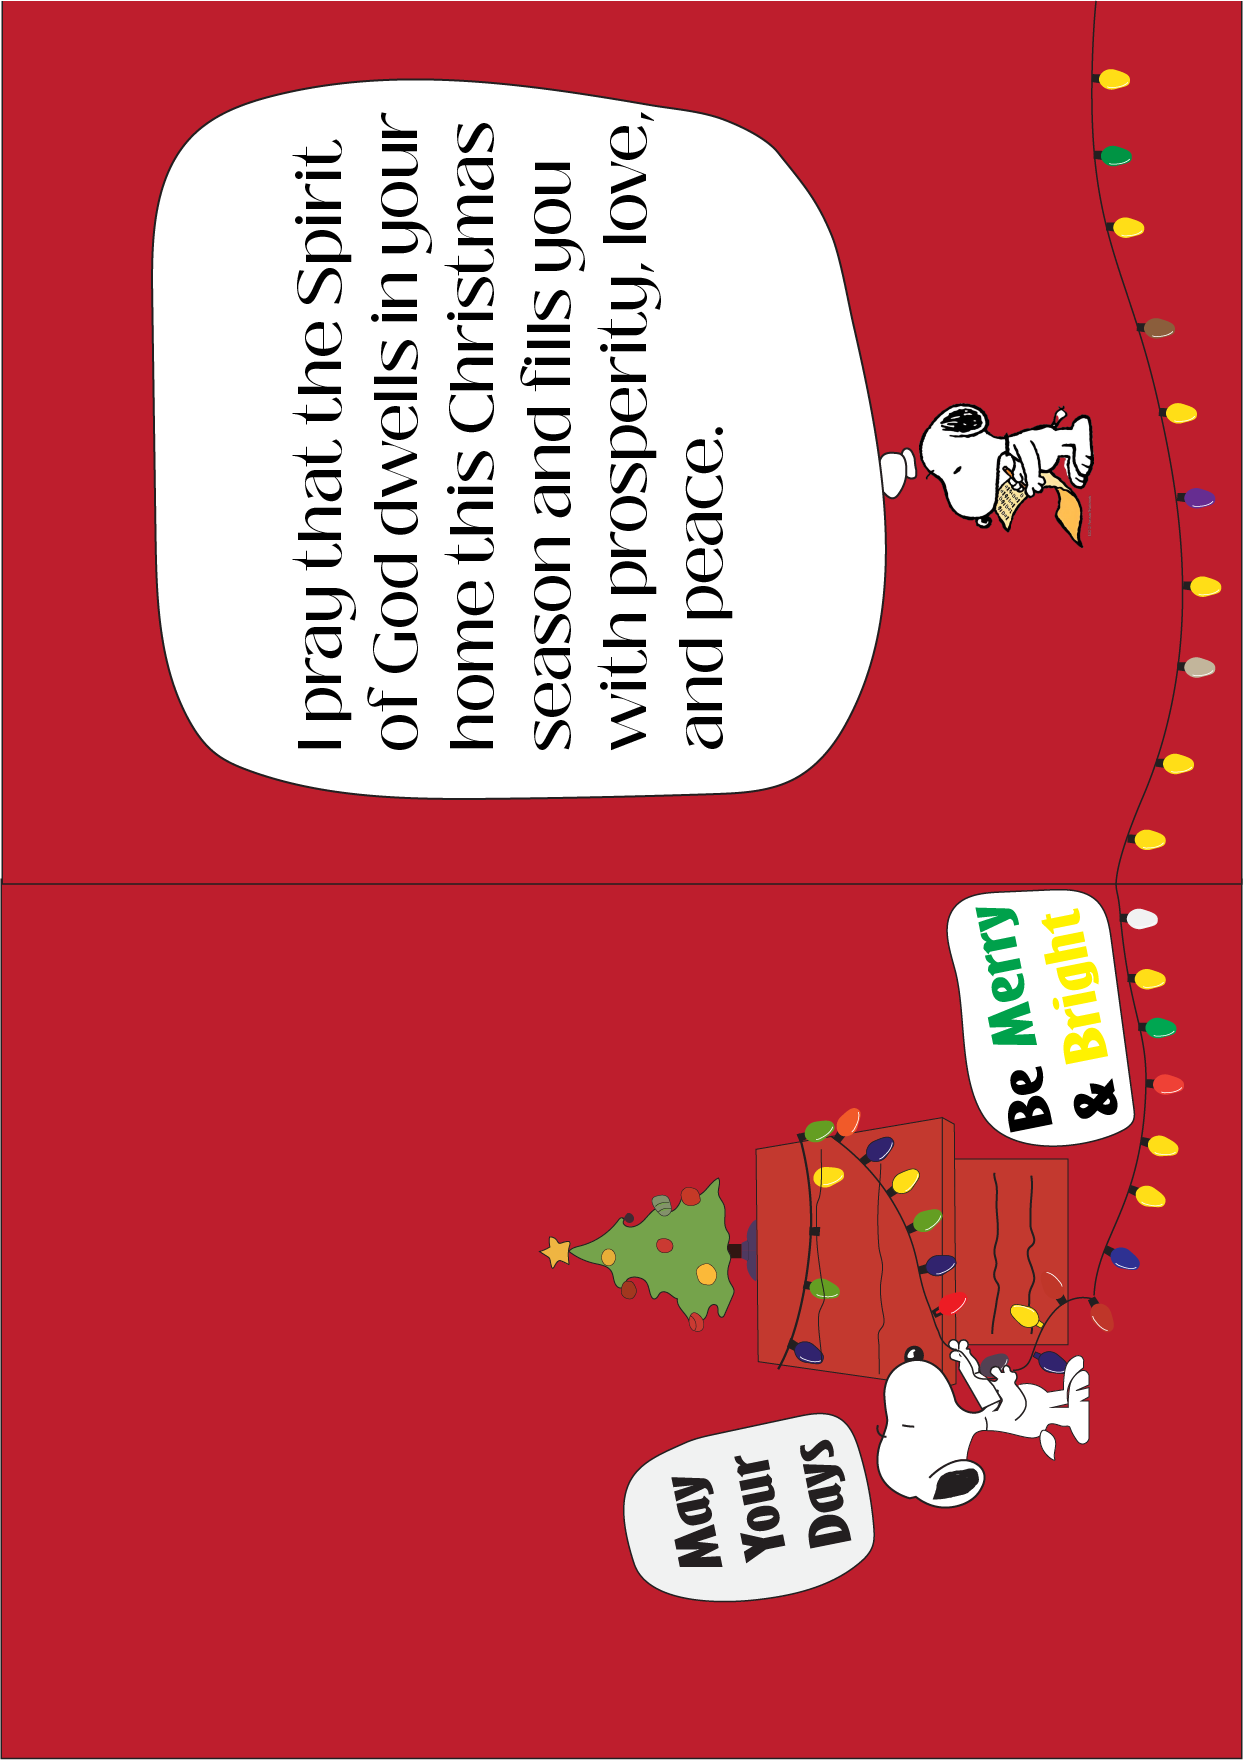 May
Your
Days
Be Merry
& Bright
I pray that the Spirit
of God dwells in your
home this Christmas
season and fills you
with prosperity, love,
and peace.